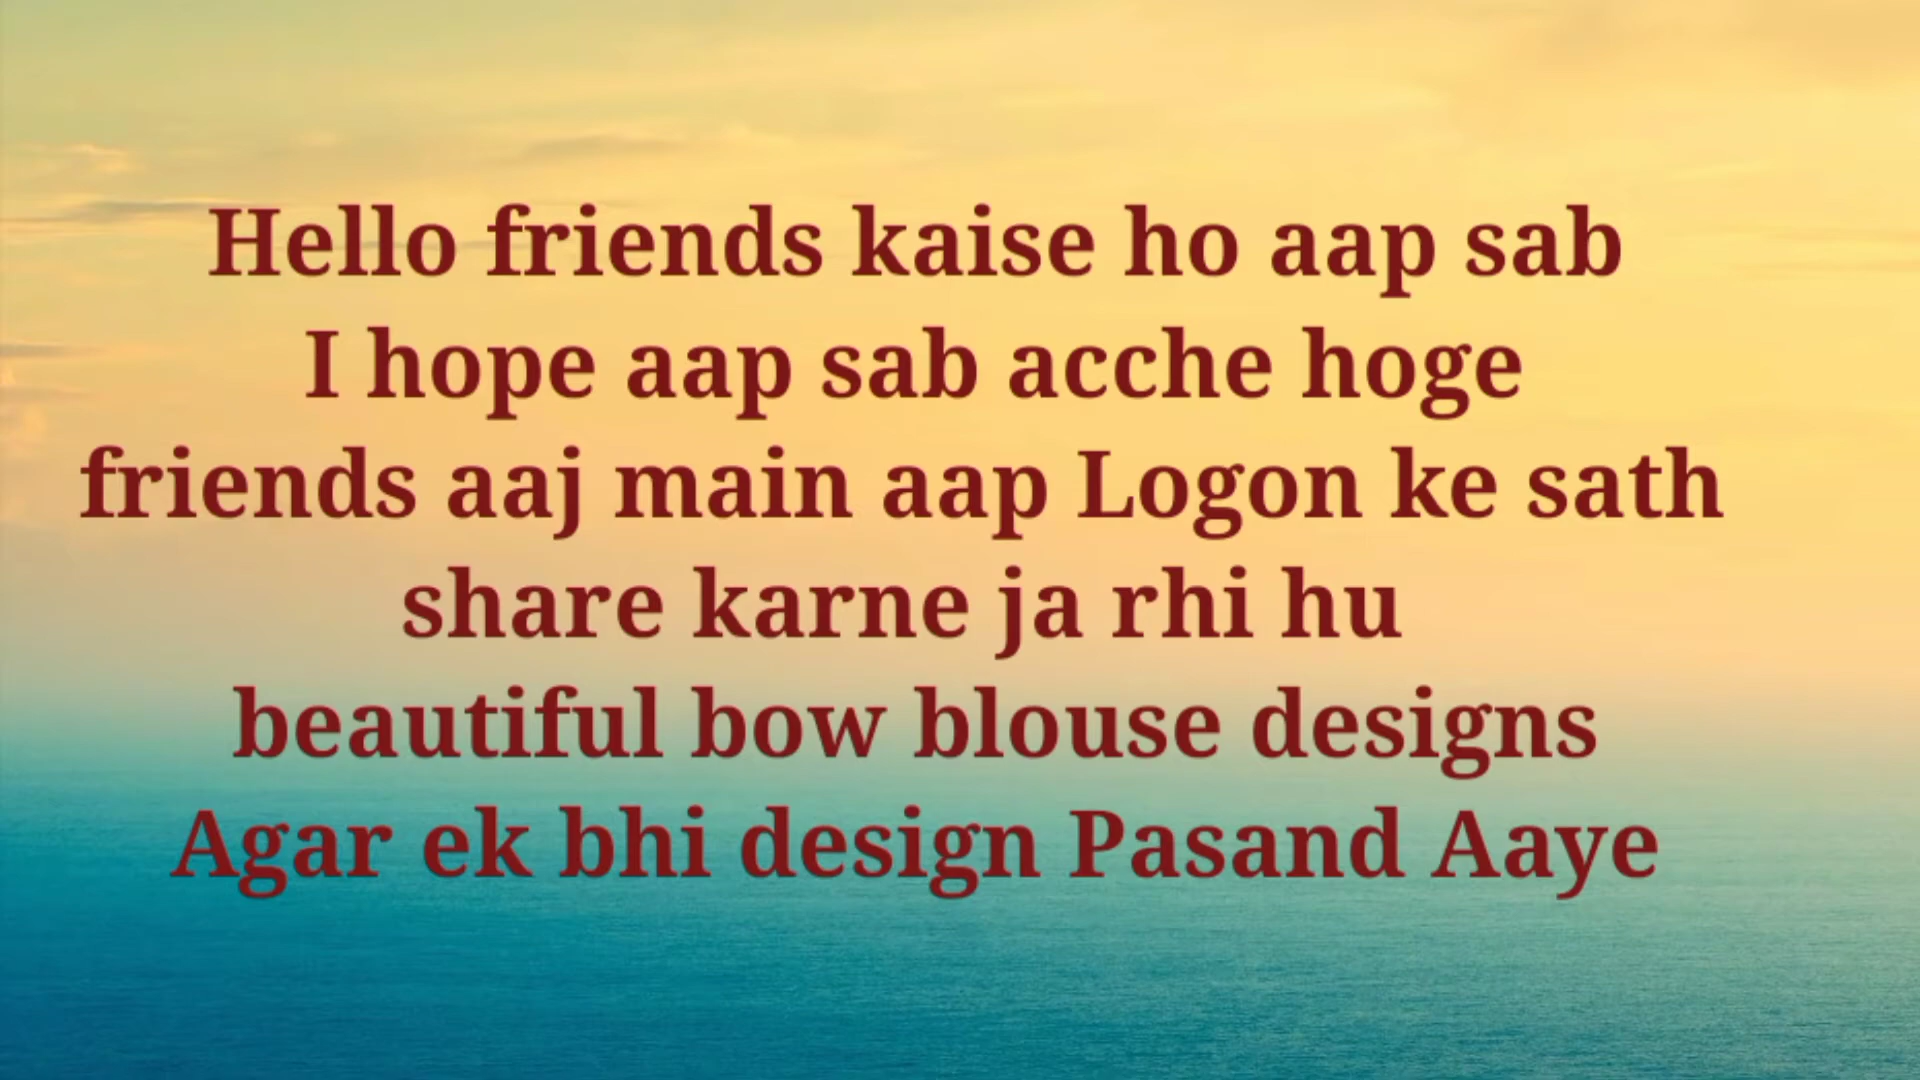 Hello friends kaise ho aap sab
I hope aap sab acche hoge
friends aaj main aap Logon ke sath
share karne ja rhi hu
beautiful bow blouse designs
Agar ek bhi design Pasand Aaye